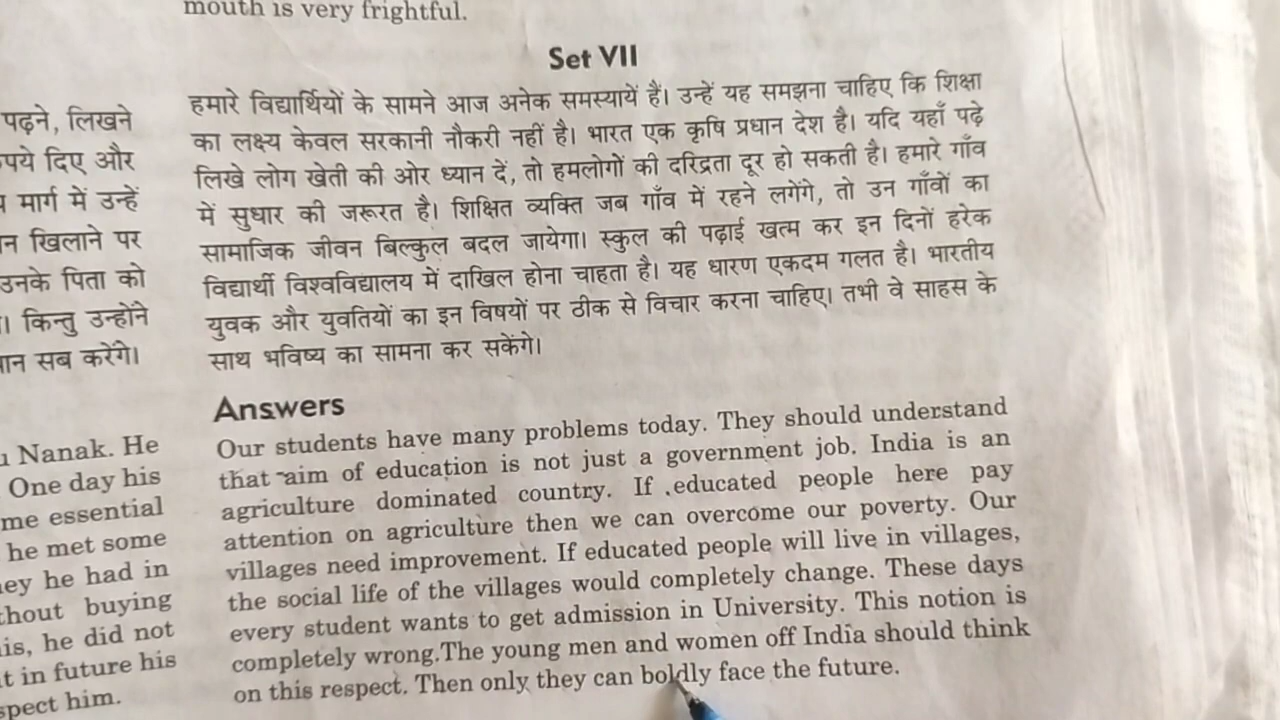 mouth is very frightful.
Set VII
हमारे विद्यार्थियों के सामने आज अनेक समस्यायें हैं। उन्हें यह समझना चाहिए कि शिक्षा
का लक्ष्य केवल सरकानी नौकरी नहीं है। भारत एक कृषि प्रधान देश है। यदि यहाँ पढ़े
लिखे लोग खेती की ओर ध्यान दें, तो हमलोगों की दरिद्रता दूर हो सकती है। हमारे गाँव
में सुधार की जरूरत है। शिक्षित व्यक्ति जब गाँव में रहने लगेंगे, तो उन गाँवों का
सामाजिक जीवन बिल्कुल बदल जायेगा। स्कुल की पढ़ाई खत्म कर इन दिनों हरेक
विद्यार्थी विश्वविद्यालय में दाखिल होना चाहता है। यह धारण एकदम गलत है। भारतीय
युवक और युवतियों का इन विषयों पर ठीक से विचार करना चाहिए। तभी वे साहस के
साथ भविष्य का सामना कर सकेंगे।
Answers
Our students have many problems today. They should understand
that aim of education is not just a government job. India is an
agriculture dominated country. If educated people here pay
attention on agriculture then we can overcome our poverty. Our
villages need improvement. If educated people will live in villages,
the social life of the villages would completely change. These days
every student wants to get admission in University. This notion is
completely wrong.The young men and women off India should think
on this respect. Then only they can boldly face the future.
पढ़ने, लिखने
दिए और
मार्ग में उन्हें
खिलाने पर
उनके पिता को
। किन्तु उन्होंने
सब करेंगे।
Nanak. He
One day his
essential
he met some
he had in
buying
he did not
in future his
him.